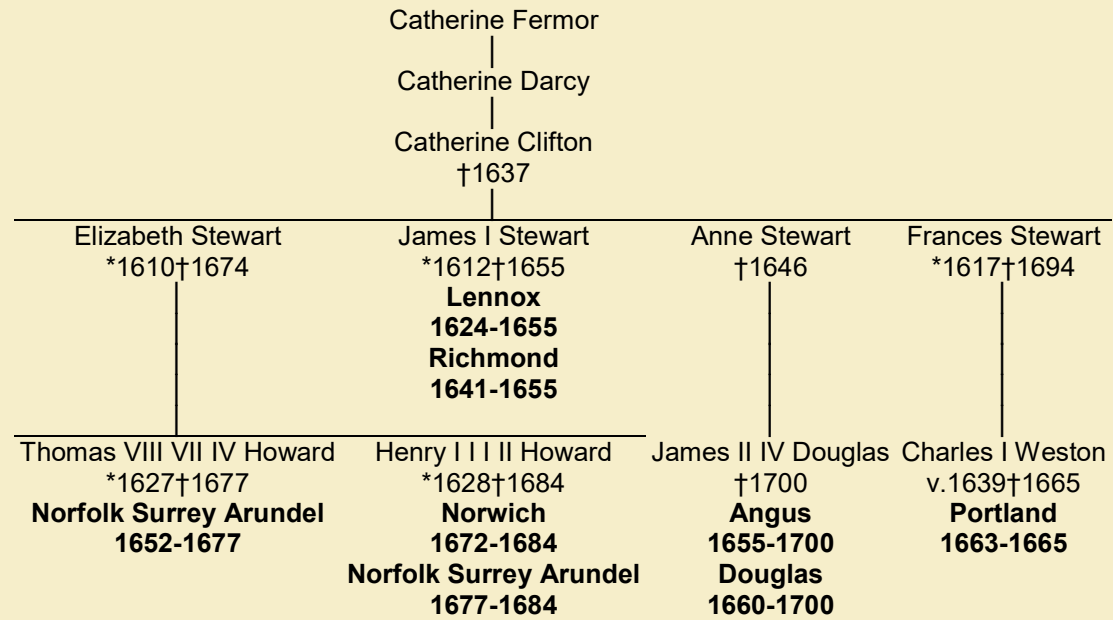 Catherine Fermor
Catherine Darcy
Catherine Clifton
†1637
Elizabeth Stewart James I Stewart Anne Stewart Frances Stewart
*1610†1674 *1612†1655 †1646 *1617†1694
Lennox
1624-1655
Richmond
1641-1655
Thomas VIII VII IV Howard Henry I I I II Howard James II IV Douglas Charles I Weston
*1627†1677 *1628†1684 †1700 v.1639†1665
Norfolk Surrey Arundel Norwich Angus Portland
1652-1677 1672-1684 1655-1700 1663-1665
Norfolk Surrey Arundel Douglas
1677-1684 1660-1700